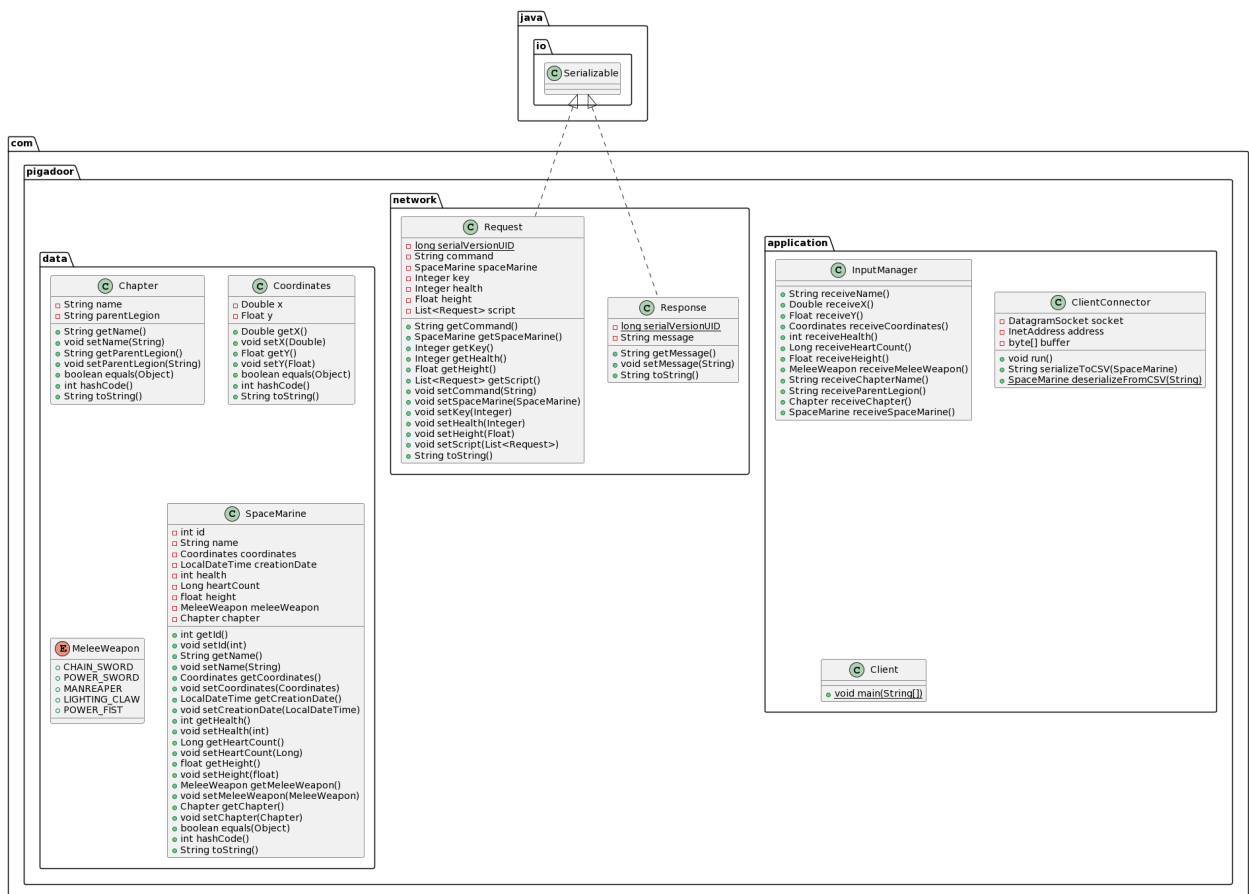 java
io
C Serializable
com
pigadoor
network
C Request
long serialVersionUID
String command
SpaceMarine spaceMarine
Integer key
Integer health
Float height
List<Request> script
String getCommand()
SpaceMarine getSpaceMarine()
Integer getKey()
Integer getHealth()
Float getHeight()
List<Request> getScript()
void setCommand(String)
void setSpaceMarine(SpaceMarine)
void setKey(Integer)
void setHealth(Integer)
void setHeight(Float)
void setScript(List<Request>)
String toString()
C Response
long serialVersionUID
String message
String getMessage()
void setMessage(String)
String toString()
application
C InputManager
String receiveName()
Double receiveX()
Float receiveY()
Coordinates receiveCoordinates()
int receiveHealth()
Long receiveHeartCount()
Float receiveHeight()
MeleeWeapon receiveMeleeWeapon()
String receiveChapterName()
String receiveParentLegion()
Chapter receiveChapter()
SpaceMarine receiveSpaceMarine()
C ClientConnector
DatagramSocket socket
InetAddress address
byte[] buffer
void run()
String serializeToCSV(SpaceMarine)
SpaceMarine deserializeFromCSV(String)
C Client
void main(String[])
data
C Chapter
String name
String parentLegion
String getName()
void setName(String)
String getParentLegion()
void setParentLegion(String)
boolean equals(Object)
int hashCode()
String toString()
C Coordinates
Double x
Float y
Double getX()
void setX(Double)
Float getY()
void setY(Float)
boolean equals(Object)
int hashCode()
String toString()
C SpaceMarine
int id
String name
Coordinates coordinates
LocalDateTime creationDate
int health
Long heartCount
float height
MeleeWeapon meleeWeapon
Chapter chapter
int getId()
void setId(int)
String getName()
void setName(String)
Coordinates getCoordinates()
void setCoordinates(Coordinates)
LocalDateTime getCreationDate()
void setCreationDate(LocalDateTime)
int getHealth()
void setHealth(int)
Long getHeartCount()
void setHeartCount(Long)
float getHeight()
void setHeight(float)
MeleeWeapon getMeleeWeapon()
void setMeleeWeapon(MeleeWeapon)
Chapter getChapter()
void setChapter(Chapter)
boolean equals(Object)
int hashCode()
String toString()
E MeleeWeapon
CHAIN_SWORD
POWER_SWORD
MANREAPER
LIGHTING_CLAW
POWER_FIST